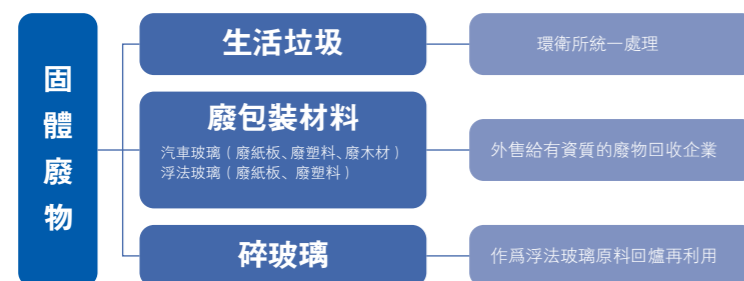 固體廢物
生活垃圾
環衛所統一處理
廢包裝材料
汽車玻璃（廢紙板、廢塑料、廢木材）
浮法玻璃（廢紙板、廢塑料）
外售給有資質的廢物回收企業
碎玻璃
作爲浮法玻璃原料回爐再利用